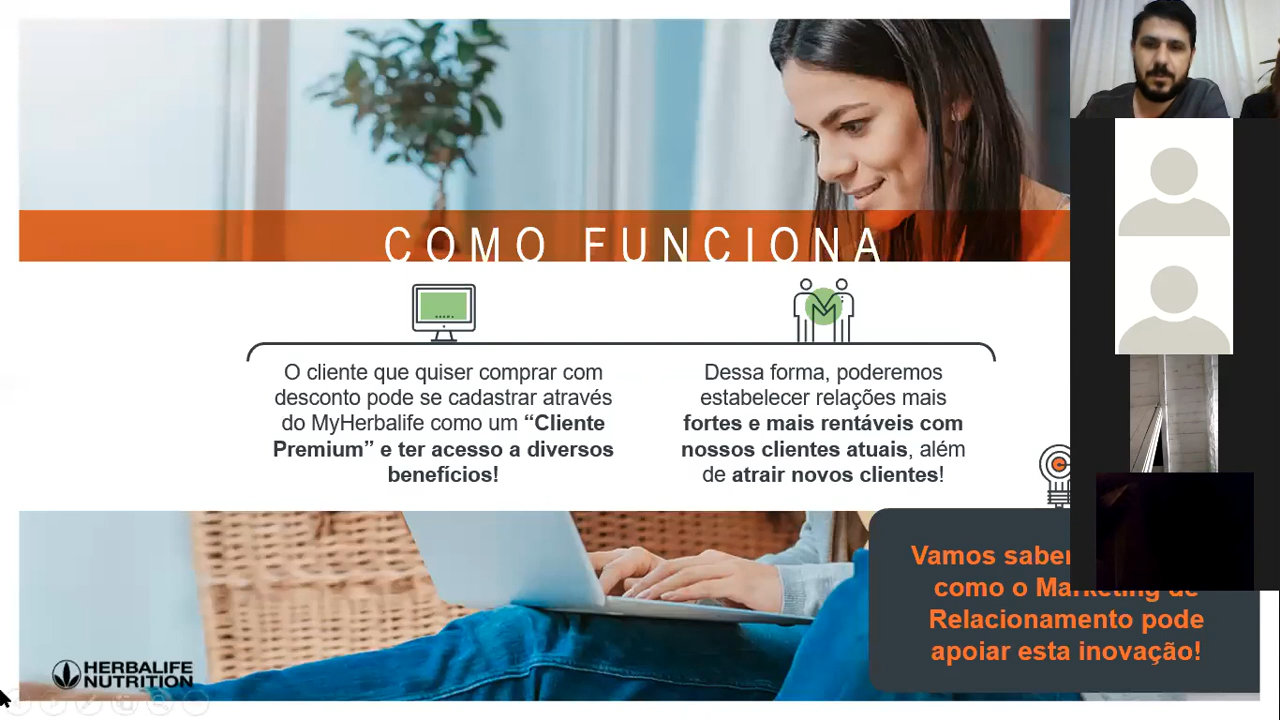 COMO FUNCIONA
O cliente que quiser comprar com
desconto pode se cadastrar através
do MyHerbalife como um “Cliente
Premium” e ter acesso a diversos
benefícios!
Dessa forma, poderemos
estabelecer relações mais
fortes e mais rentáveis com
nossos clientes atuais, além
de atrair novos clientes!
Vamos saber
como o Marketing de
Relacionamento pode
apoiar esta inovação!
HERBALIFE
NUTRITION